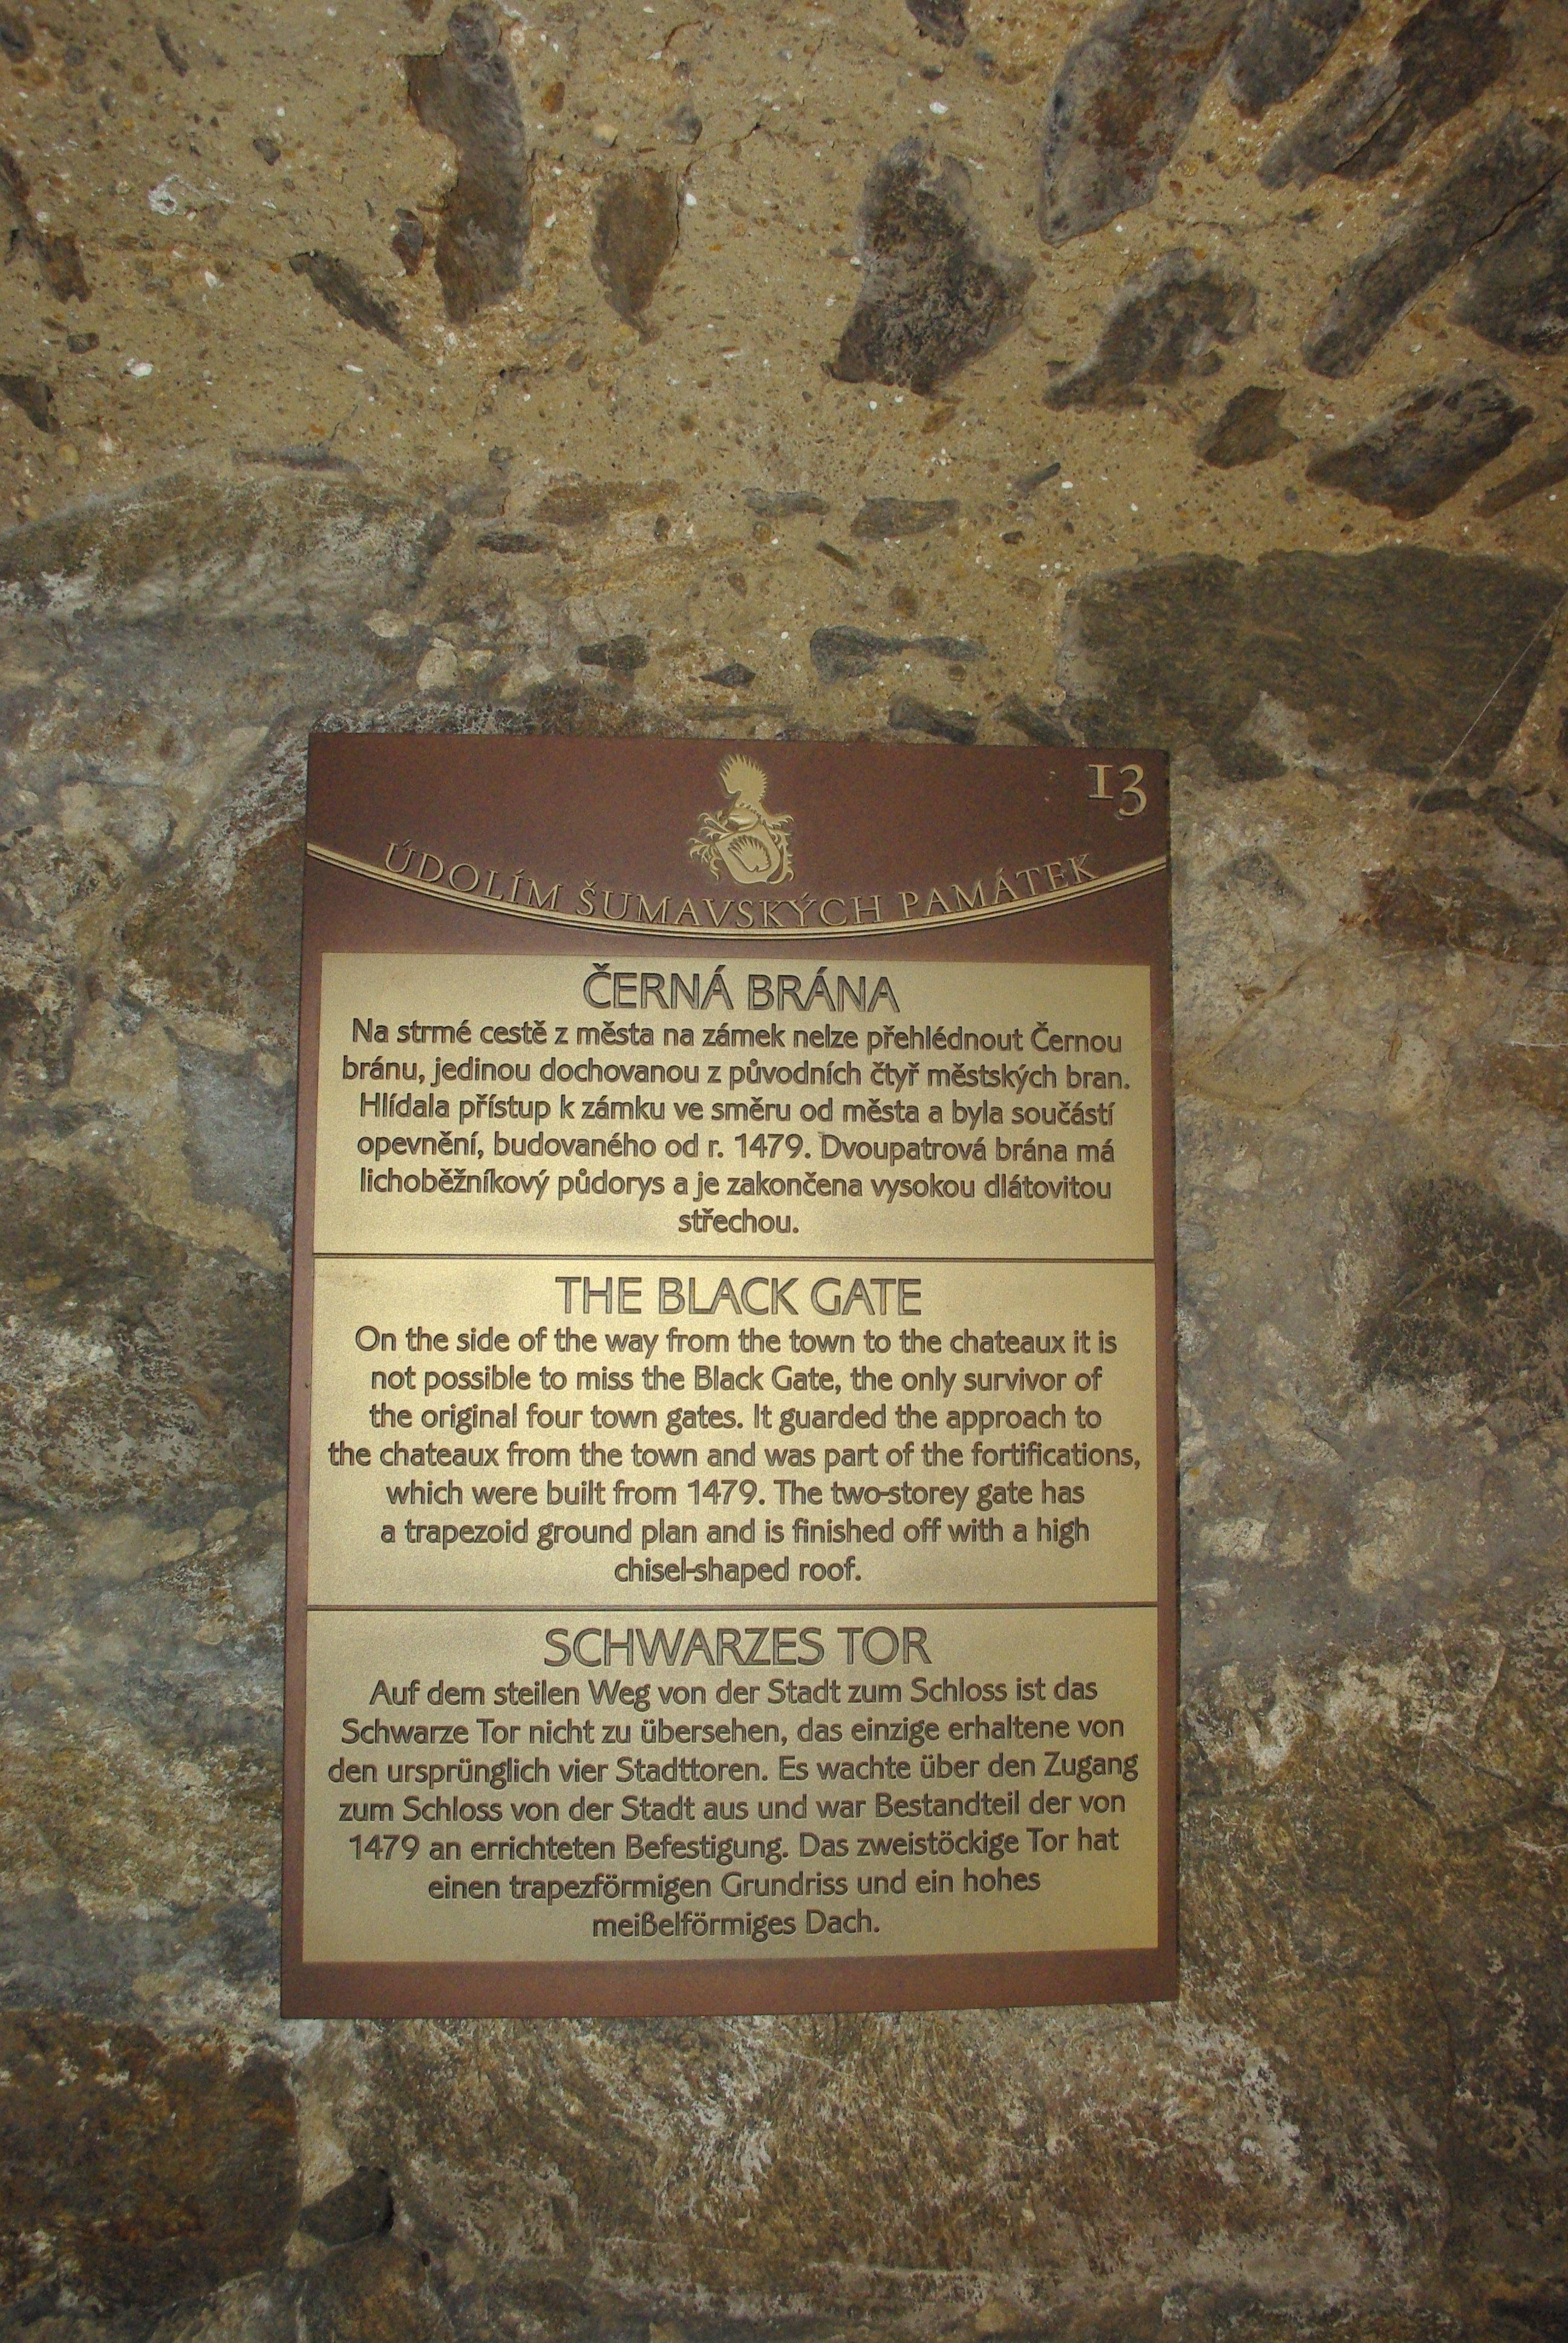 13
ÚDOLÍM ŠUMAVSKÝCH PAMÁTEK
ČERNÁ BRÁNA
Na strmé cestě z města na zámek nelze přehlédnout Černou
bránu, jedinou dochovanou z původních čtyř městských bran.
Hlídala přístup k zámku ve směru od města a byla součástí
opevnění, budovaného od r. 1479. Dvoupatrová brána má
lichoběžníkový půdorys a je zakončena vysokou dlátovitou
střechou.
THE BLACK GATE
On the side of the way from the town to the chateaux it is
not possible to miss the Black Gate, the only survivor of
the original four town gates. It guarded the approach to
the chateaux from the town and was part of the fortifications,
which were built from 1479. The two-storey gate has
a trapezoid ground plan and is finished off with a high
chisel-shaped roof.
SCHWARZES TOR
Auf dem steilen Weg von der Stadt zum Schloss ist das
Schwarze Tor nicht zu übersehen, das einzige erhaltene von
den ursprünglich vier Stadttoren. Es wachte über den Zugang
zum Schloss von der Stadt aus und war Bestandteil der von
1479 an errichteten Befestigung. Das zweistöckige Tor hat
einen trapezförmigen Grundriss und ein hohes
meißelförmiges Dach.